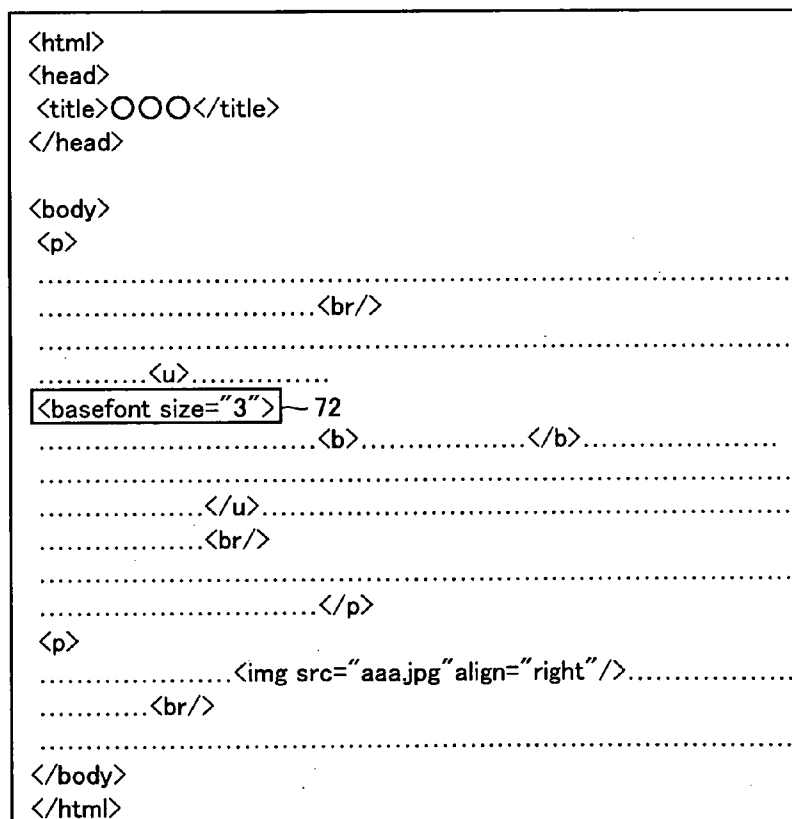 <html>
<head>
<title>○○○</title>
</head>
<body>
<p>
........................................................................................
................................<br/>
........................................................................................
.............<u>................
<basefont size="3"> 72
................................<b>...................</b>.......................
........................................................................................
...................</u>..............................................................
...................<br/>
........................................................................................
................................</p>
<p>
.......................<img src="aaa.jpg"align="right"/>...................
.............<br/>
........................................................................................
</body>
</html>